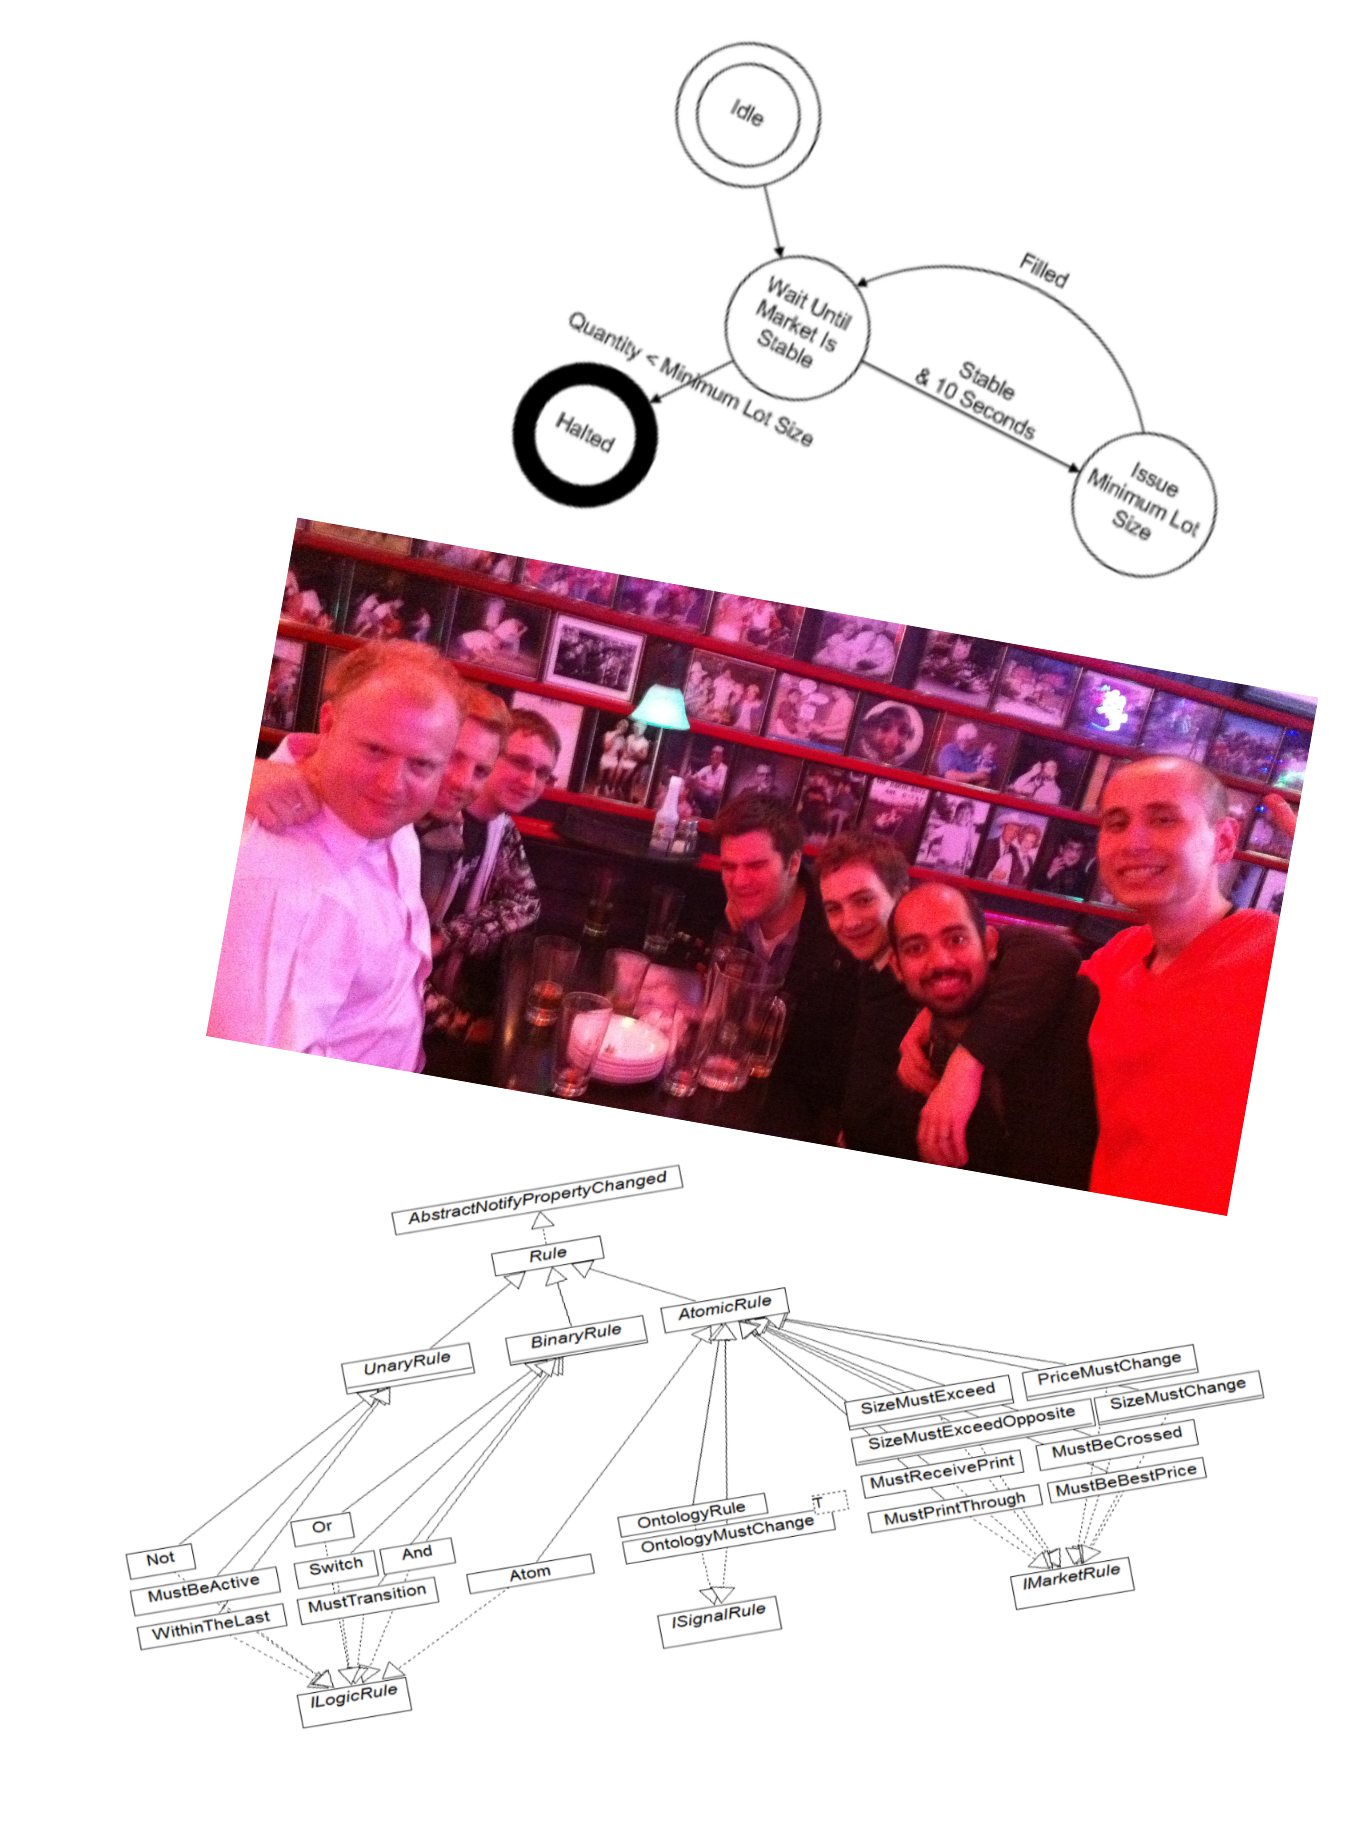 Idle
Filled
Wait Until
Market Is
Stable
Stable
& 10 Seconds
Quantity < Minimum Lot Size
Halted
Issue
Minimum Lot
Size
AbstractNotifyPropertyChanged
Rule
AtomicRule
BinaryRule
UnaryRule
PriceMustChange
SizeMustExceed
SizeMustChange
SizeMustExceedOpposite
MustBeCrossed
MustReceivePrint
MustBeBestPrice
MustPrintThrough
T
OntologyRule
OntologyMustChange
Or
And
Not
Switch
Atom
MustBeActive
MustTransition
WithinTheLast
IMarketRule
ISignalRule
ILogicRule